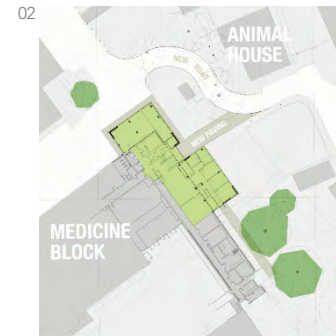 02
ANIMAL
HOUSE
NEW ROAD
NEW PAVING
MEDICINE
BLOCK